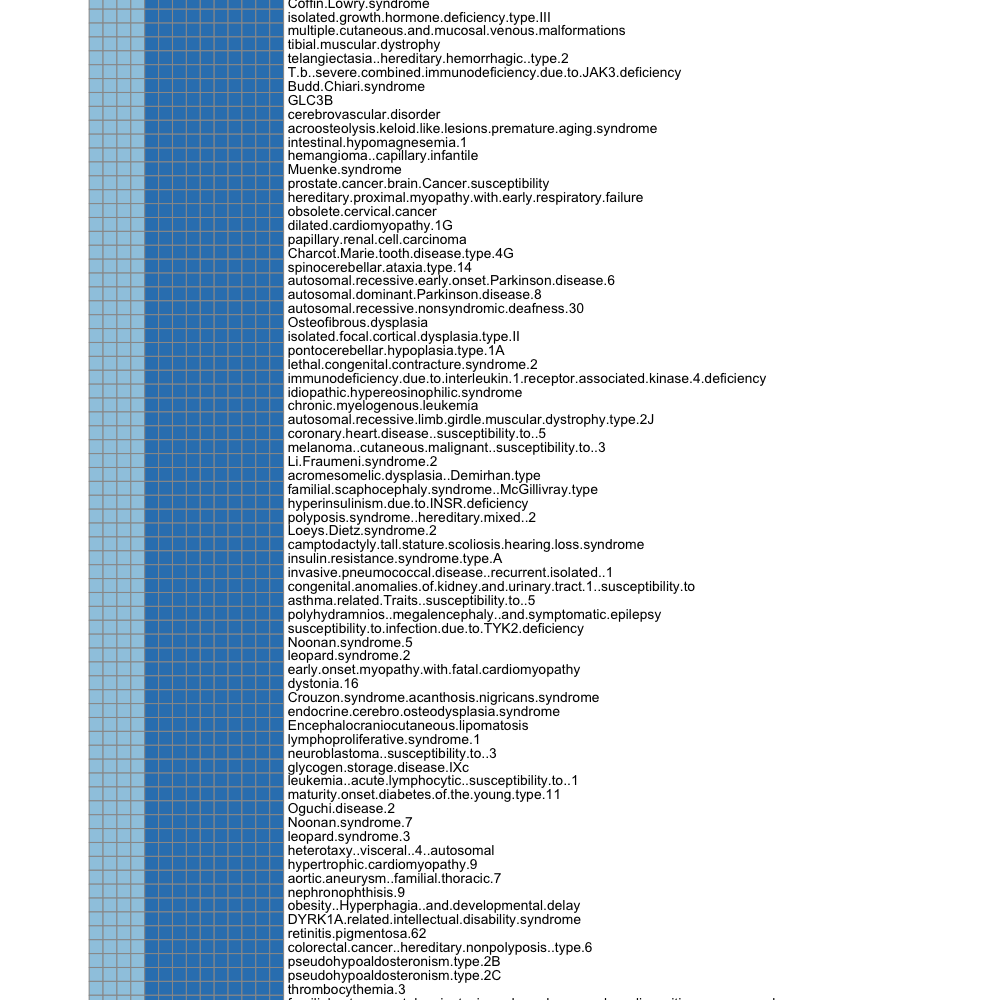 Coffin.Lowry.syndrome
isolated.growth.hormone.deficiency.type.III
multiple.cutaneous.and.mucosal.venous.malformations
tibial.muscular.dystrophy
telangiectasia..hereditary.hemorrhagic..type.2
T.b..severe.combined.immunodeficiency.due.to.JAK3.deficiency
Budd.Chiari.syndrome
GLC3B
cerebrovascular.disorder
acroosteolysis.keloid.like.lesions.premature.aging.syndrome
intestinal.hypomagnesemia.1
hemangioma..capillary.infantile
Muenke.syndrome
prostate.cancer.brain.Cancer.susceptibility
hereditary.proximal.myopathy.with.early.respiratory.failure
obsolete.cervical.cancer
dilated.cardiomyopathy.1G
papillary.renal.cell.carcinoma
Charcot.Marie.tooth.disease.type.4G
spinocerebellar.ataxia.type.14
autosomal.recessive.early.onset.Parkinson.disease.6
autosomal.dominant.Parkinson.disease.8
autosomal.recessive.nonsyndromic.deafness.30
Osteofibrous.dysplasia
isolated.focal.cortical.dysplasia.type.II
pontocerebellar.hypoplasia.type.1A
lethal.congenital.contracture.syndrome.2
immunodeficiency.due.to.interleukin.1.receptor.associated.kinase.4.deficiency
idiopathic.hypereosinophilic.syndrome
chronic.myelogenous.leukemia
autosomal.recessive.limb.girdle.muscular.dystrophy.type.2J
coronary.heart.disease..susceptibility.to..5
melanoma..cutaneous.malignant..susceptibility.to..3
Li.Fraumeni.syndrome.2
acromesomelic.dysplasia..Demirhan.type
familial.scaphocephaly.syndrome..McGillivray.type
hyperinsulinism.due.to.INSR.deficiency
polyposis.syndrome..hereditary.mixed..2
Loeys.Dietz.syndrome.2
camptodactyly.tall.stature.scoliosis.hearing.loss.syndrome
insulin.resistance.syndrome.type.A
invasive.pneumococcal.disease..recurrent.isolated..1
congenital.anomalies.of.kidney.and.urinary.tract.1..susceptibility.to
asthma.related.Traits..susceptibility.to..5
polyhydramnios..megalencephaly..and.symptomatic.epilepsy
susceptibility.to.infection.due.to.TYK2.deficiency
Noonan.syndrome.5
leopard.syndrome.2
early.onset.myopathy.with.fatal.cardiomyopathy
dystonia.16
Crouzon.syndrome.acanthosis.nigricans.syndrome
endocrine.cerebro.osteodysplasia.syndrome
Encephalocraniocutaneous.lipomatosis
lymphoproliferative.syndrome.1
neuroblastoma..susceptibility.to..3
glycogen.storage.disease.IXc
leukemia..acute.lymphocytic..susceptibility.to..1
maturity.onset.diabetes.of.the.young.type.11
Oguchi.disease.2
Noonan.syndrome.7
leopard.syndrome.3
heterotaxy..visceral..4..autosomal
hypertrophic.cardiomyopathy.9
aortic.aneurysm..familial.thoracic.7
nephronophthisis.9
obesity..Hyperphagia..and.developmental.delay
DYRK1A.related.intellectual.disability.syndrome
retinitis.pigmentosa.62
colorectal.cancer..hereditary.nonpolyposis..type.6
pseudohypoaldosteronism.type.2B
pseudohypoaldosteronism.type.2C
thrombocythemia.3